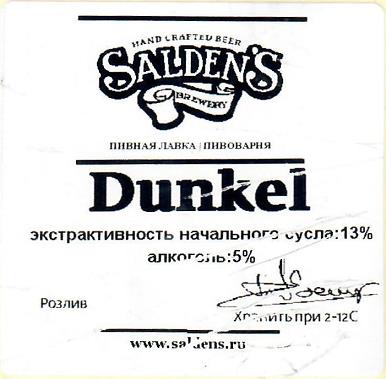 HAND CRAFTED BEER
SALDEN'S
BREWERY
ПИВНАЯ ЛАВКА | ПИВОВАРНЯ
Dunkel
экстрактивность начального сусла:13%
алкоголь:5%
Розлив
Хранить при 2-12С
www.saldens.ru